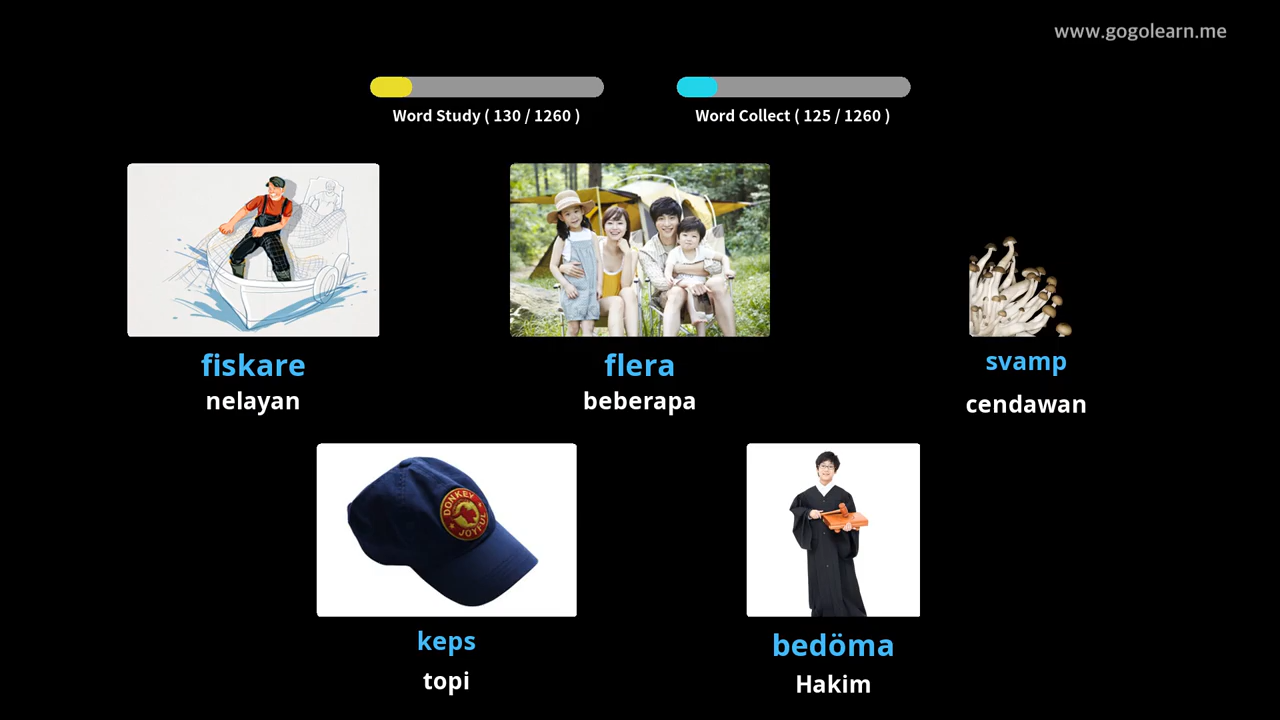 www.gogolearn.me
Word Study ( 130 / 1260 )
Word Collect ( 125 / 1260 )
fiskare
nelayan
flera
beberapa
svamp
cendawan
DONKEY
JOYFUL
keps
topi
bedöma
Hakim